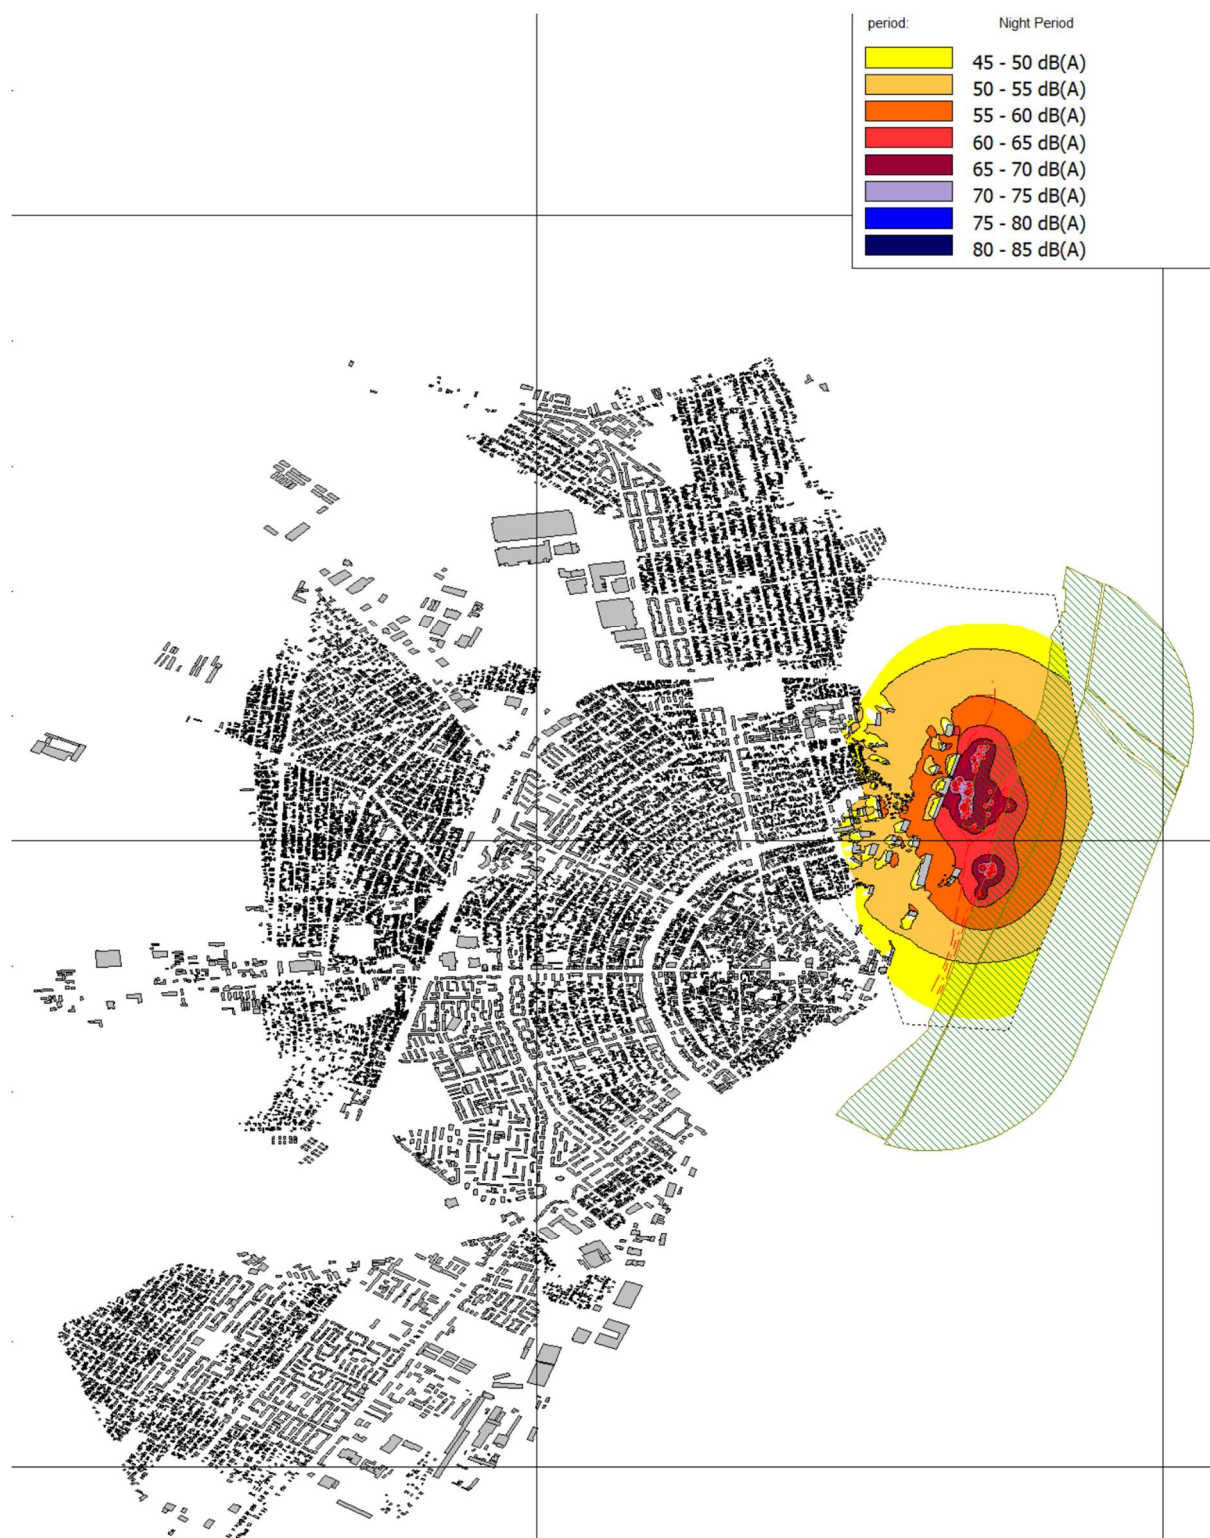 period: Night Period
45 - 50 dB(A)
50 - 55 dB(A)
55 - 60 dB(A)
60 - 65 dB(A)
65 - 70 dB(A)
70 - 75 dB(A)
75 - 80 dB(A)
80 - 85 dB(A)